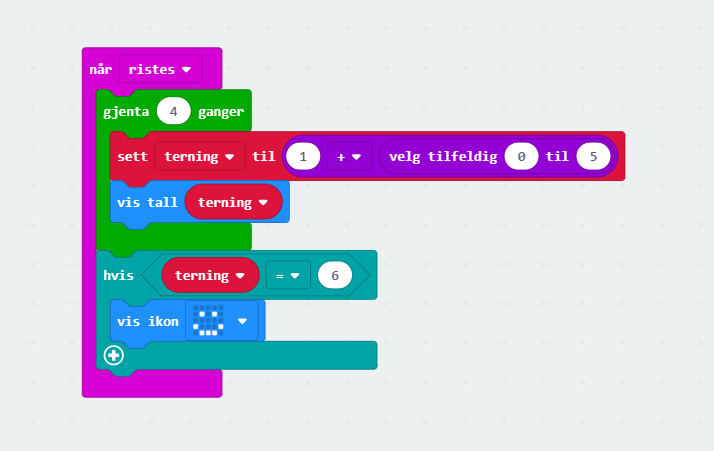 når ristes
gjenta 4 ganger
sett terning til 1 + velg tilfeldig 0 til 5
vis tall terning
hvis terning = 6
vis ikon